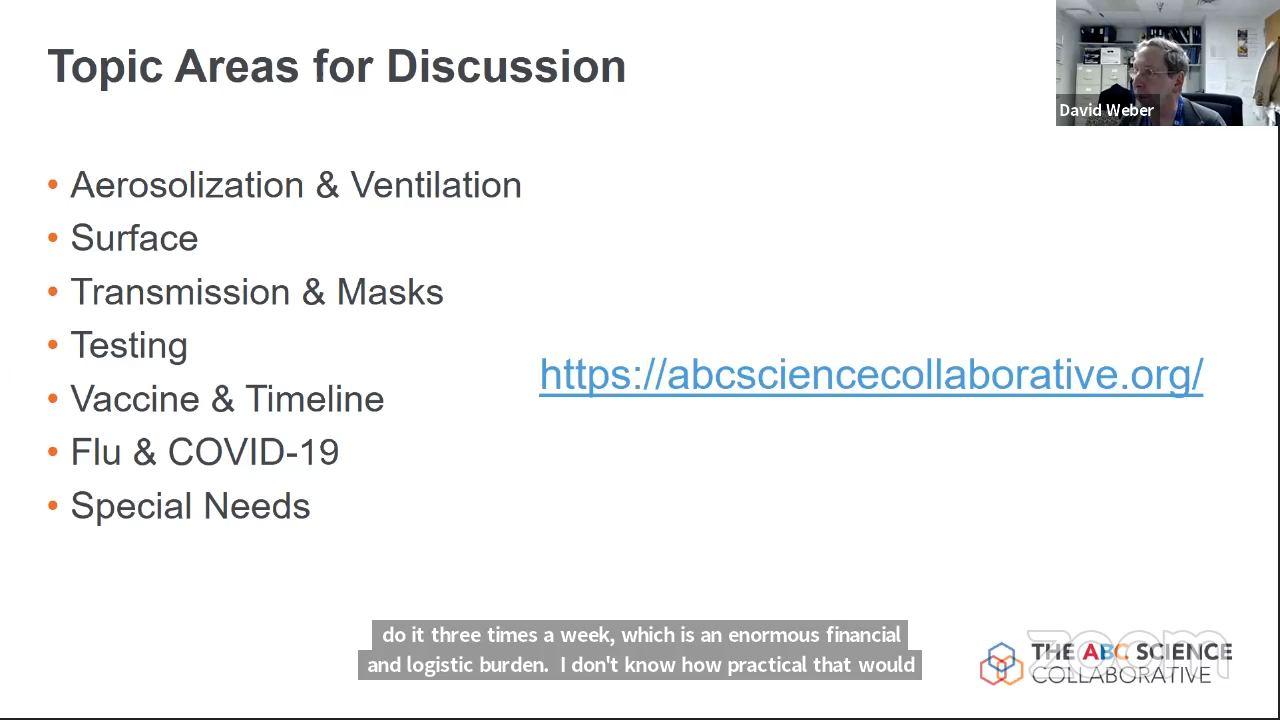 Topic Areas for Discussion
David Weber
• Aerosolization & Ventilation
• Surface
• Transmission & Masks
• Testing
• Vaccine & Timeline
• Flu & COVID-19
• Special Needs
https://abcsciencecollaborative.org/
do it three times a week, which is an enormous financial
and logistic burden. I don't know how practical that would
zoom
THE ABC SCIENCE
COLLABORATIVE